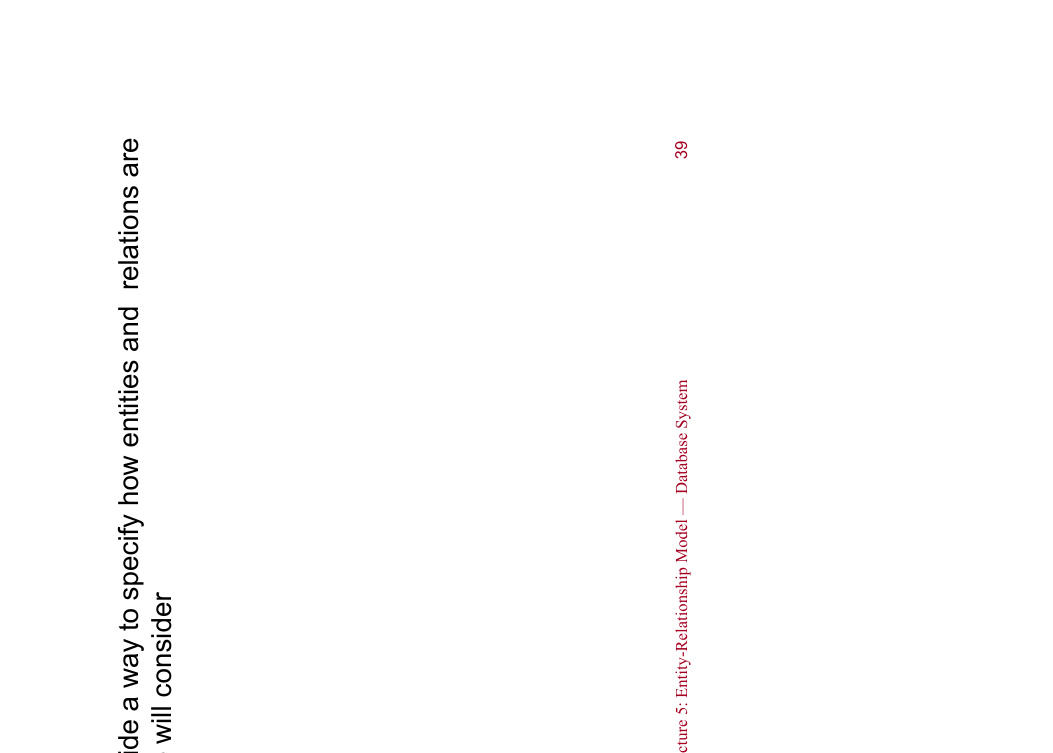 ide a way to specify how entities and relations are
will consider
cture 5: Entity-Relationship Model — Database System
39